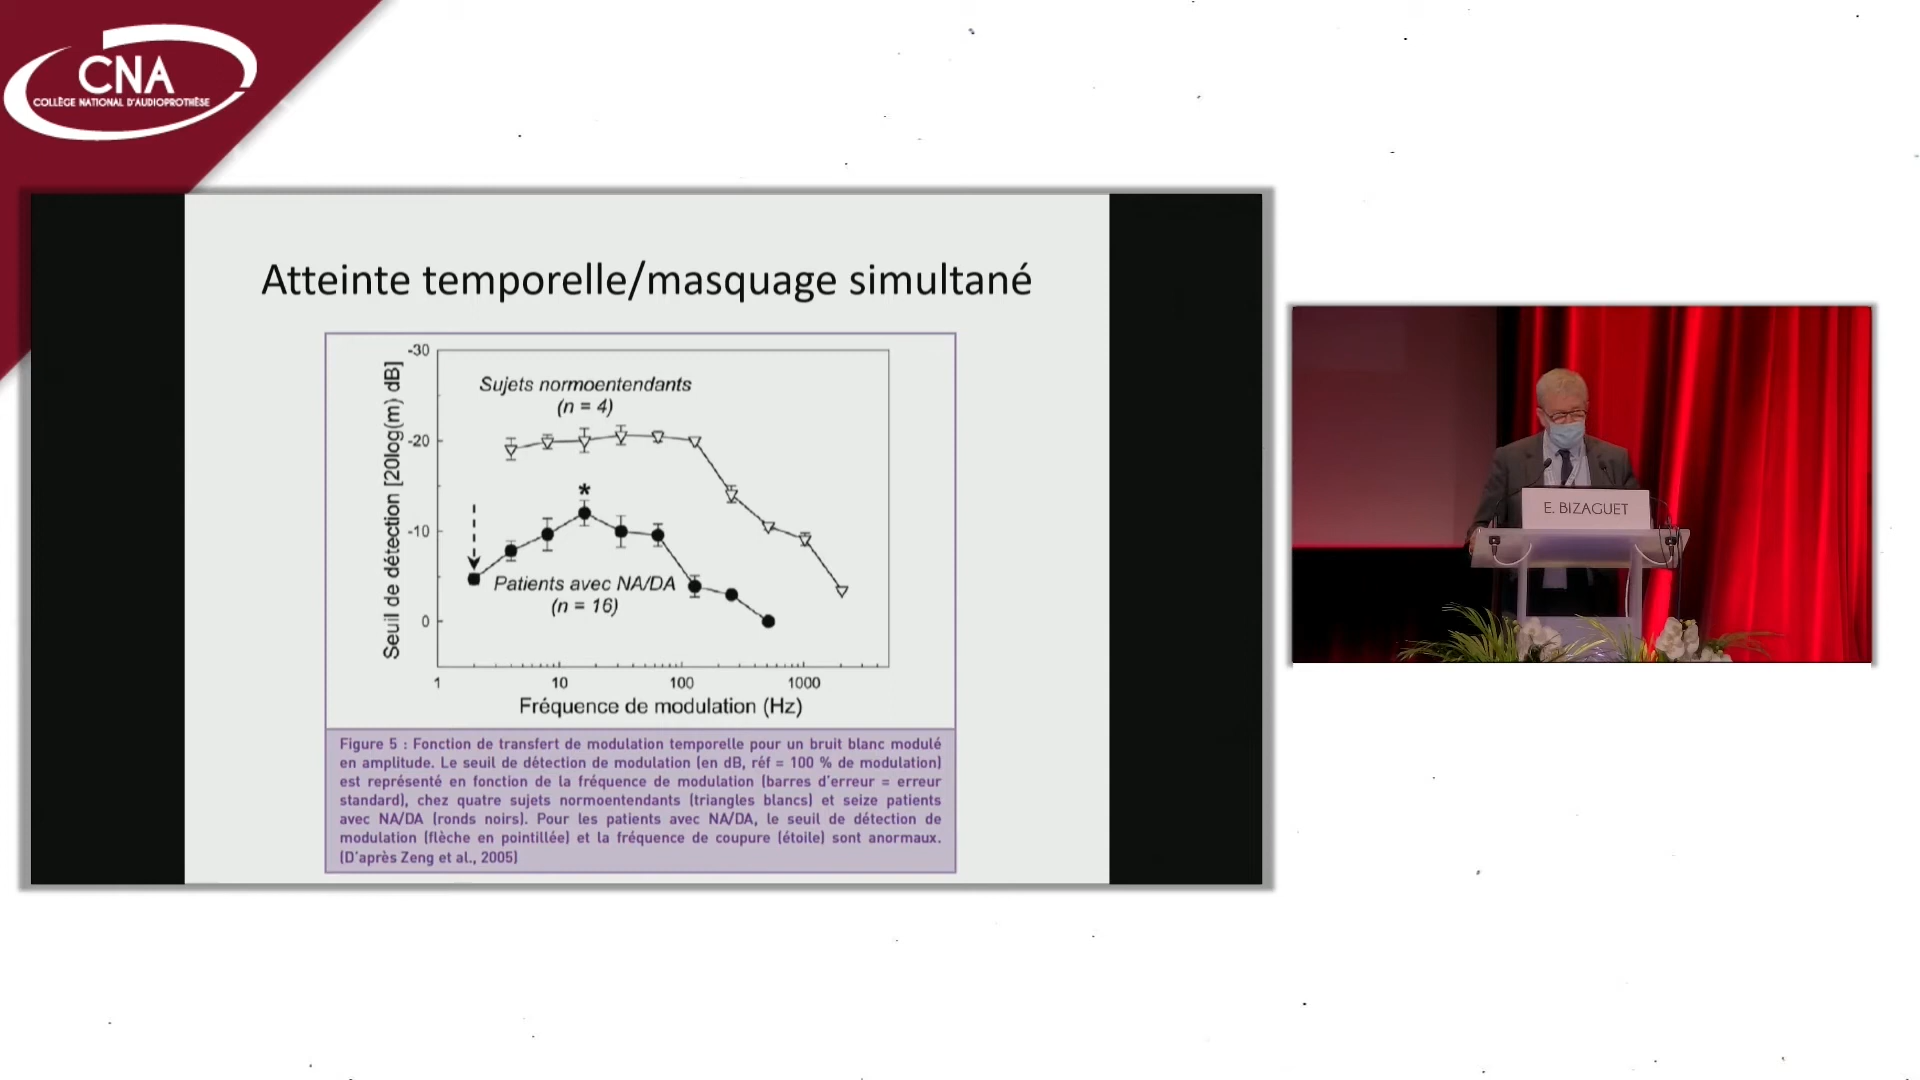 CNA
COLLÈGE NATIONAL D'AUDIOPROTHÈSE
Atteinte temporelle/masquage simultané
Seuil de détection [20log(m) dB]
-30
-20
-10
0
Sujets normoentendants
(n = 4)
*
Patients avec NA/DA
(n = 16)
1
10
100
1000
Fréquence de modulation (Hz)
Figure 5 : Fonction de transfert de modulation temporelle pour un bruit blanc modulé
en amplitude. Le seuil de détection de modulation (en dB, réf = 100 % de modulation)
est représenté en fonction de la fréquence de modulation (barres d'erreur = erreur
standard), chez quatre sujets normoentendants (triangles blancs) et seize patients
avec NA/DA (ronds noirs). Pour les patients avec NA/DA, le seuil de détection de
modulation (flèche en pointillée) et la fréquence de coupure (étoile) sont anormaux.
(D'après Zeng et al., 2005)
E. BIZAGUET